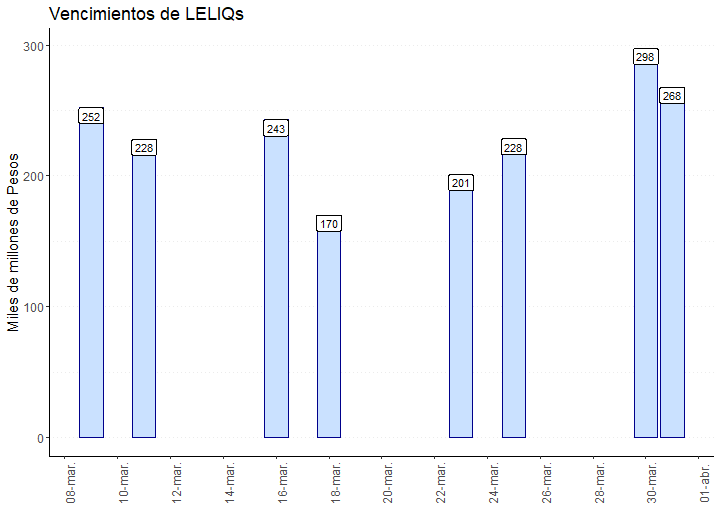 Vencimientos de LELIQs
Miles de millones de Pesos
300
200
100
0
252
228
243
170
201
228
298
268
08-mar.
10-mar.
12-mar.
14-mar.
16-mar.
18-mar.
20-mar.
22-mar.
24-mar.
26-mar.
28-mar.
30-mar.
01-abr.